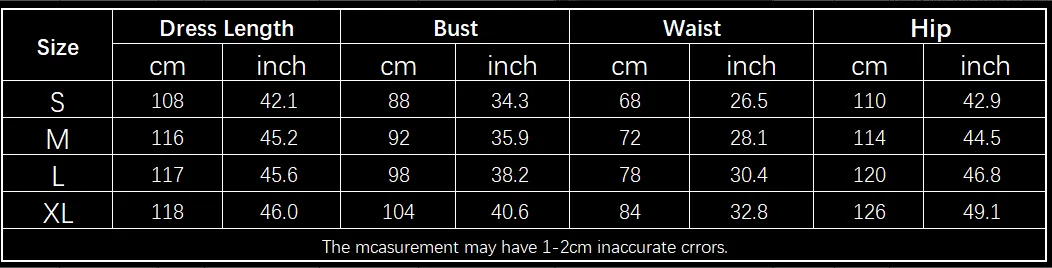 Size Dress Length Bust Waist Hip
cm inch cm inch cm inch cm inch
S 108 42.1 88 34.3 68 26.5 110 42.9
M 116 45.2 92 35.9 72 28.1 114 44.5
L 117 45.6 98 38.2 78 30.4 120 46.8
XL 118 46.0 104 40.6 84 32.8 126 49.1
The mcasurement may have 1-2cm inaccurate crrors.